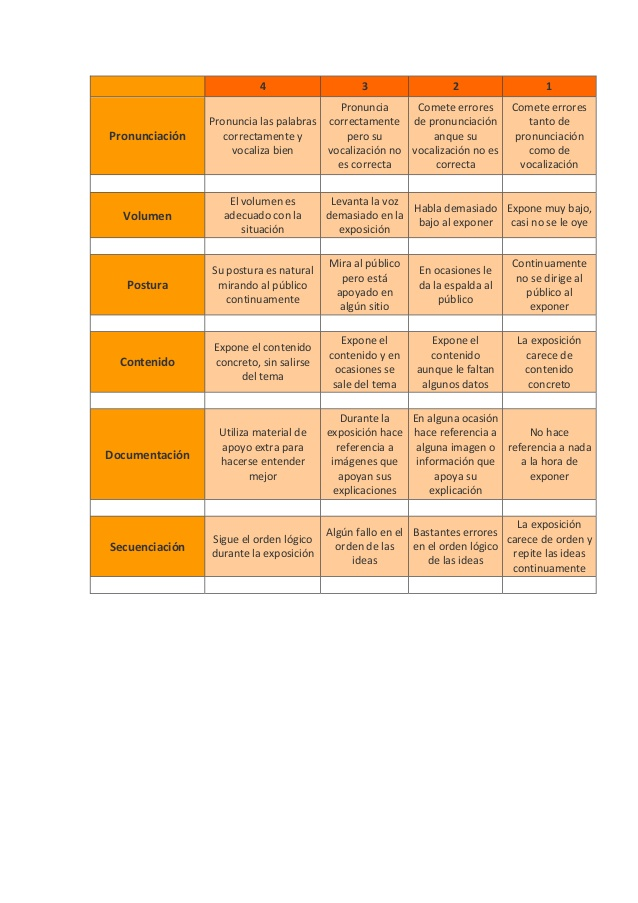 4
3
2
1
Pronunciación
Pronuncia las palabras
correctamente y
vocaliza bien
Pronuncia
correctamente
pero su
vocalización no
es correcta
Comete errores
de pronunciación
anque su
vocalización no es
correcta
Comete errores
tanto de
pronunciación
como de
vocalización
Volumen
El volumen es
adecuado con la
situación
Levanta la voz
demasiado en la
exposición
Habla demasiado
bajo al exponer
Expone muy bajo,
casi no se le oye
Postura
Su postura es natural
mirando al público
continuamente
Mira al público
pero está
apoyado en
algún sitio
En ocasiones le
da la espalda al
público
Continuamente
no se dirige al
público al
exponer
Contenido
Expone el contenido
concreto, sin salirse
del tema
Expone el
contenido y en
ocasiones se
sale del tema
Expone el
contenido
aunque le faltan
algunos datos
La exposición
carece de
contenido
concreto
Documentación
Utiliza material de
apoyo extra para
hacerse entender
mejor
Durante la
exposición hace
referencia a
imágenes que
apoyan sus
explicaciones
En alguna ocasión
hace referencia a
alguna imagen o
información que
apoya su
explicación
No hace
referencia a nada
a la hora de
exponer
Secuenciación
Sigue el orden lógico
durante la exposición
Algún fallo en el
orden de las
ideas
Bastantes errores
en el orden lógico
de las ideas
La exposición
carece de orden y
repite las ideas
continuamente